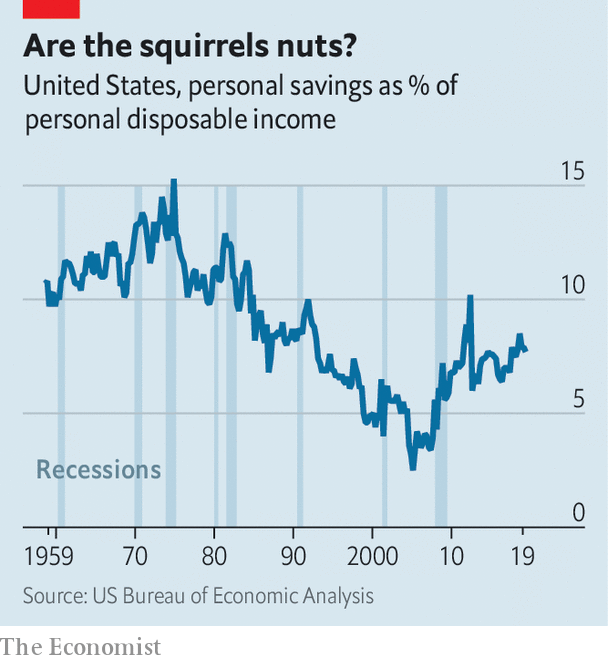 Are the squirrels nuts?
United States, personal savings as % of
personal disposable income
15
10
5
Recessions
0
1959 70 80 90 2000 10 19
Source: US Bureau of Economic Analysis
The Economist